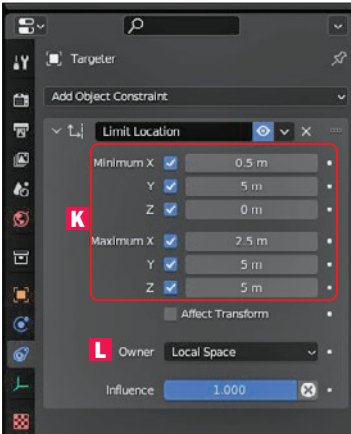 Targeter
Add Object Constraint
Limit Location
Minimum X 0.5 m
Y 5 m
Z 0 m
K
Maximum X 2.5 m
Y 5 m
Z 5 m
Affect Transform
L Owner Local Space
Influence 1.000